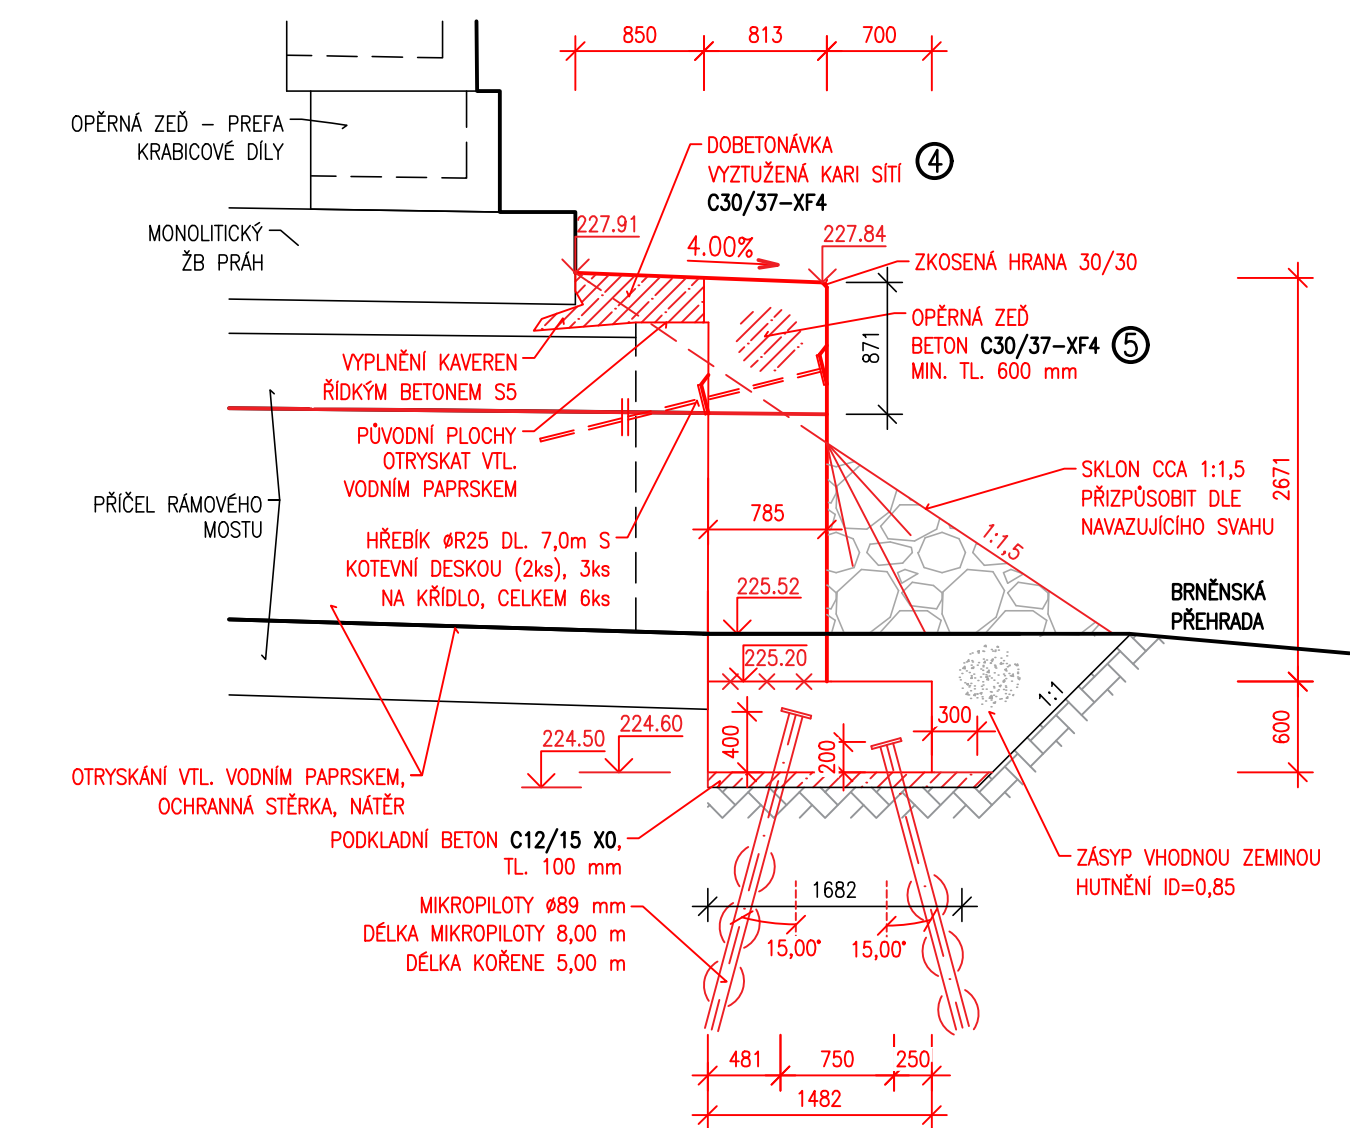 850 813 700
OPĚRNÁ ZEĎ – PREFA
KRABICOVÉ DÍLY
DOBETONÁVKA
VYZTUŽENÁ KARI SÍTÍ
C30/37–XF4
4
MONOLITICKÝ
ŽB PRÁH
227.91
4.00%
227.84
ZKOSENÁ HRANA 30/30
OPĚRNÁ ZEĎ
BETON C30/37–XF4
MIN. TL. 600 mm
5
871
VYPLNĚNÍ KAVEREN
ŘÍDKÝM BETONEM S5
PŮVODNÍ PLOCHY
OTRYSKAT VTL.
VODNÍM PAPRSKEM
SKLON CCA 1:1,5
PŘIZPŮSOBIT DLE
NAVAZUJÍCÍHO SVAHU
2671
PŘÍČEL RÁMOVÉHO
MOSTU
785
1:1,5
HŘEBÍK øR25 DL. 7,0m S
KOTEVNÍ DESKOU (2ks), 3ks
NA KŘÍDLO, CELKEM 6ks
225.52
BRNĚNSKÁ
PŘEHRADA
225.20
1:1
300
400
200
600
224.60
224.50
OTRYSKÁNÍ VTL. VODNÍM PAPRSKEM,
OCHRANNÁ STĚRKA, NÁTĚR
PODKLADNÍ BETON C12/15 X0,
TL. 100 mm
ZÁSYP VHODNOU ZEMINOU
HUTNĚNÍ ID=0,85
MIKROPILOTY ø89 mm
DÉLKA MIKROPILOTY 8,00 m
DÉLKA KOŘENE 5,00 m
1682
15,00° 15,00°
481 750 250
1482